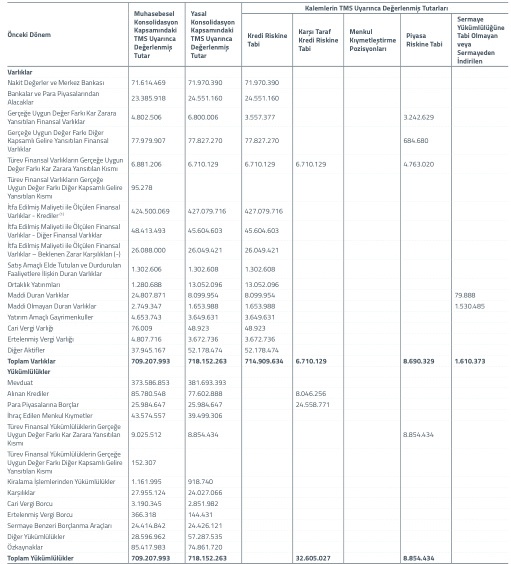 Kalemlerin TMS Uyarınca Değerlenmiş Tutarları
Önceki Dönem
Muhasebesel Konsolidasyon Kapsamındaki TMS Uyarınca Değerlenmiş Tutar
Yasal Konsolidasyon Kapsamındaki TMS Uyarınca Değerlenmiş Tutar
Kredi Riskine Tabi
Karşı Taraf Kredi Riskine Tabi
Menkul Kıymetleştirme Pozisyonları
Piyasa Riskine Tabi
Sermaye Yükümlülüğüne Tabi Olmayan veya Sermayeden İndirilen
Varlıklar
Nakit Değerler ve Merkez Bankası 71.614.469 71.970.390 71.970.390
Bankalar ve Para Piyasalarından
Alacaklar 23.385.918 24.551.160 24.551.160
Gerçeğe Uygun Değer Farkı Kar Zarara
Yansıtılan Finansal Varlıklar 4.802.506 6.800.006 3.557.377 3.242.629
Gerçeğe Uygun Değer Farkı Diğer
Kapsamlı Gelire Yansıtılan Finansal
Varlıklar 77.979.907 77.827.270 77.827.270 684.680
Türev Finansal Varlıkların Gerçeğe Uygun
Değer Farkı Kar Zarara Yansıtılan Kısmı 6.881.206 6.710.129 6.710.129 6.710.129 4.763.020
Türev Finansal Varlıkların Gerçeğe
Uygun Değer Farkı Diğer Kapsamlı Gelire
Yansıtılan Kısmı 95.278
İtfa Edilmiş Maliyeti ile Ölçülen Finansal
Varlıklar - Krediler(*) 424.500.069 427.079.716 427.079.716
İtfa Edilmiş Maliyeti ile Ölçülen Finansal
Varlıklar - Diğer Finansal Varlıklar 48.413.493 45.604.603 45.604.603
İtfa Edilmiş Maliyeti ile Ölçülen Finansal
Varlıklar – Beklenen Zarar Karşılıkları (-) 26.088.000 26.049.421 26.049.421
Satış Amaçlı Elde Tutulan ve Durdurulan
Faaliyetlere İlişkin Duran Varlıklar 1.302.606 1.302.608 1.302.608
Ortaklık Yatırımları 1.280.688 13.052.096 13.052.096
Maddi Duran Varlıklar 24.807.871 8.099.954 8.099.954 79.888
Maddi Olmayan Duran Varlıklar 2.749.347 1.653.988 1.653.988 1.530.485
Yatırım Amaçlı Gayrimenkuller 4.653.743 3.649.631 3.649.631
Cari Vergi Varlığı 76.009 48.923 48.923
Ertelenmiş Vergi Varlığı 4.807.716 3.672.736 3.672.736
Diğer Aktifler 37.945.167 52.178.474 52.178.474
Toplam Varlıklar 709.207.993 718.152.263 714.909.634 6.710.129 8.690.329 1.610.373
Yükümlülükler
Mevduat 373.586.853 381.693.393
Alınan Krediler 85.780.548 77.602.888 8.046.256
Para Piyasalarına Borçlar 25.984.647 25.984.647 24.558.771
İhraç Edilen Menkul Kıymetler 43.574.557 39.499.306
Türev Finansal Yükümlülüklerin Gerçeğe
Uygun Değer Farkı Kar Zarara Yansıtılan
Kısmı 9.025.512 8.854.434 8.854.434
Türev Finansal Yükümlülüklerin Gerçeğe
Uygun Değer Farkı Diğer Kapsamlı Gelire
Yansıtılan Kısmı 152.307
Kiralama İşlemlerinden Yükümlülükler 1.161.995 918.740
Karşılıklar 27.955.124 24.027.066
Cari Vergi Borcu 3.190.345 2.851.982
Ertelenmiş Vergi Borcu 366.318 144.431
Sermaye Benzeri Borçlanma Araçları 24.414.842 24.426.121
Diğer Yükümlülükler 28.596.962 57.287.535
Özkaynaklar 85.417.983 74.861.720
Toplam Yükümlülükler 709.207.993 718.152.263 32.605.027 8.854.434